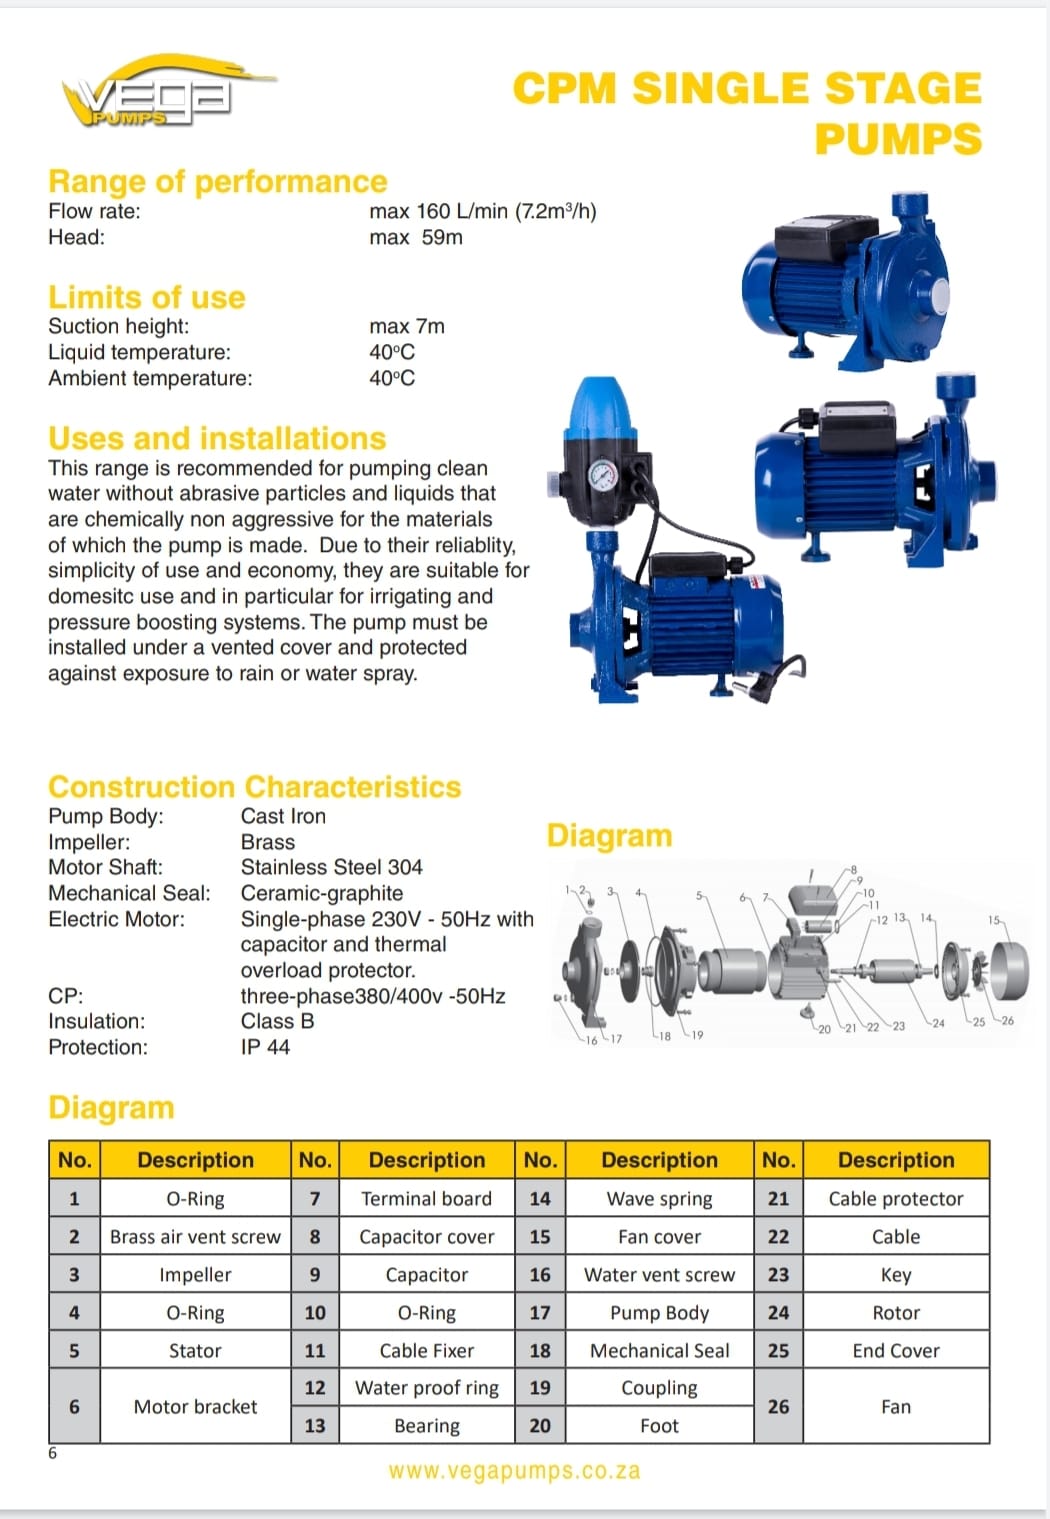 vega
PUMPS
CPM SINGLE STAGE
PUMPS
Range of performance
Flow rate: max 160 L/min (7.2m³/h)
Head: max 59m
Limits of use
Suction height: max 7m
Liquid temperature: 40ºC
Ambient temperature: 40ºC
Uses and installations
This range is recommended for pumping clean
water without abrasive particles and liquids that
are chemically non aggressive for the materials
of which the pump is made. Due to their reliablity,
simplicity of use and economy, they are suitable for
domesitc use and in particular for irrigating and
pressure boosting systems. The pump must be
installed under a vented cover and protected
against exposure to rain or water spray.
Construction Characteristics
Pump Body: Cast Iron
Impeller: Brass
Motor Shaft: Stainless Steel 304
Mechanical Seal: Ceramic-graphite
Electric Motor: Single-phase 230V - 50Hz with
capacitor and thermal
overload protector.
CP: three-phase380/400v -50Hz
Insulation: Class B
Protection: IP 44
Diagram
1 2 3 4 5 6 7 8 9 10 11 12 13 14 15
16 17 18 19 20 21 22 23 24 25 26
Diagram
No. Description No. Description No. Description No. Description
1 O-Ring 7 Terminal board 14 Wave spring 21 Cable protector
2 Brass air vent screw 8 Capacitor cover 15 Fan cover 22 Cable
3 Impeller 9 Capacitor 16 Water vent screw 23 Key
4 O-Ring 10 O-Ring 17 Pump Body 24 Rotor
5 Stator 11 Cable Fixer 18 Mechanical Seal 25 End Cover
6 Motor bracket 12 Water proof ring 19 Coupling 26 Fan
13 Bearing 20 Foot
6
www.vegapumps.co.za